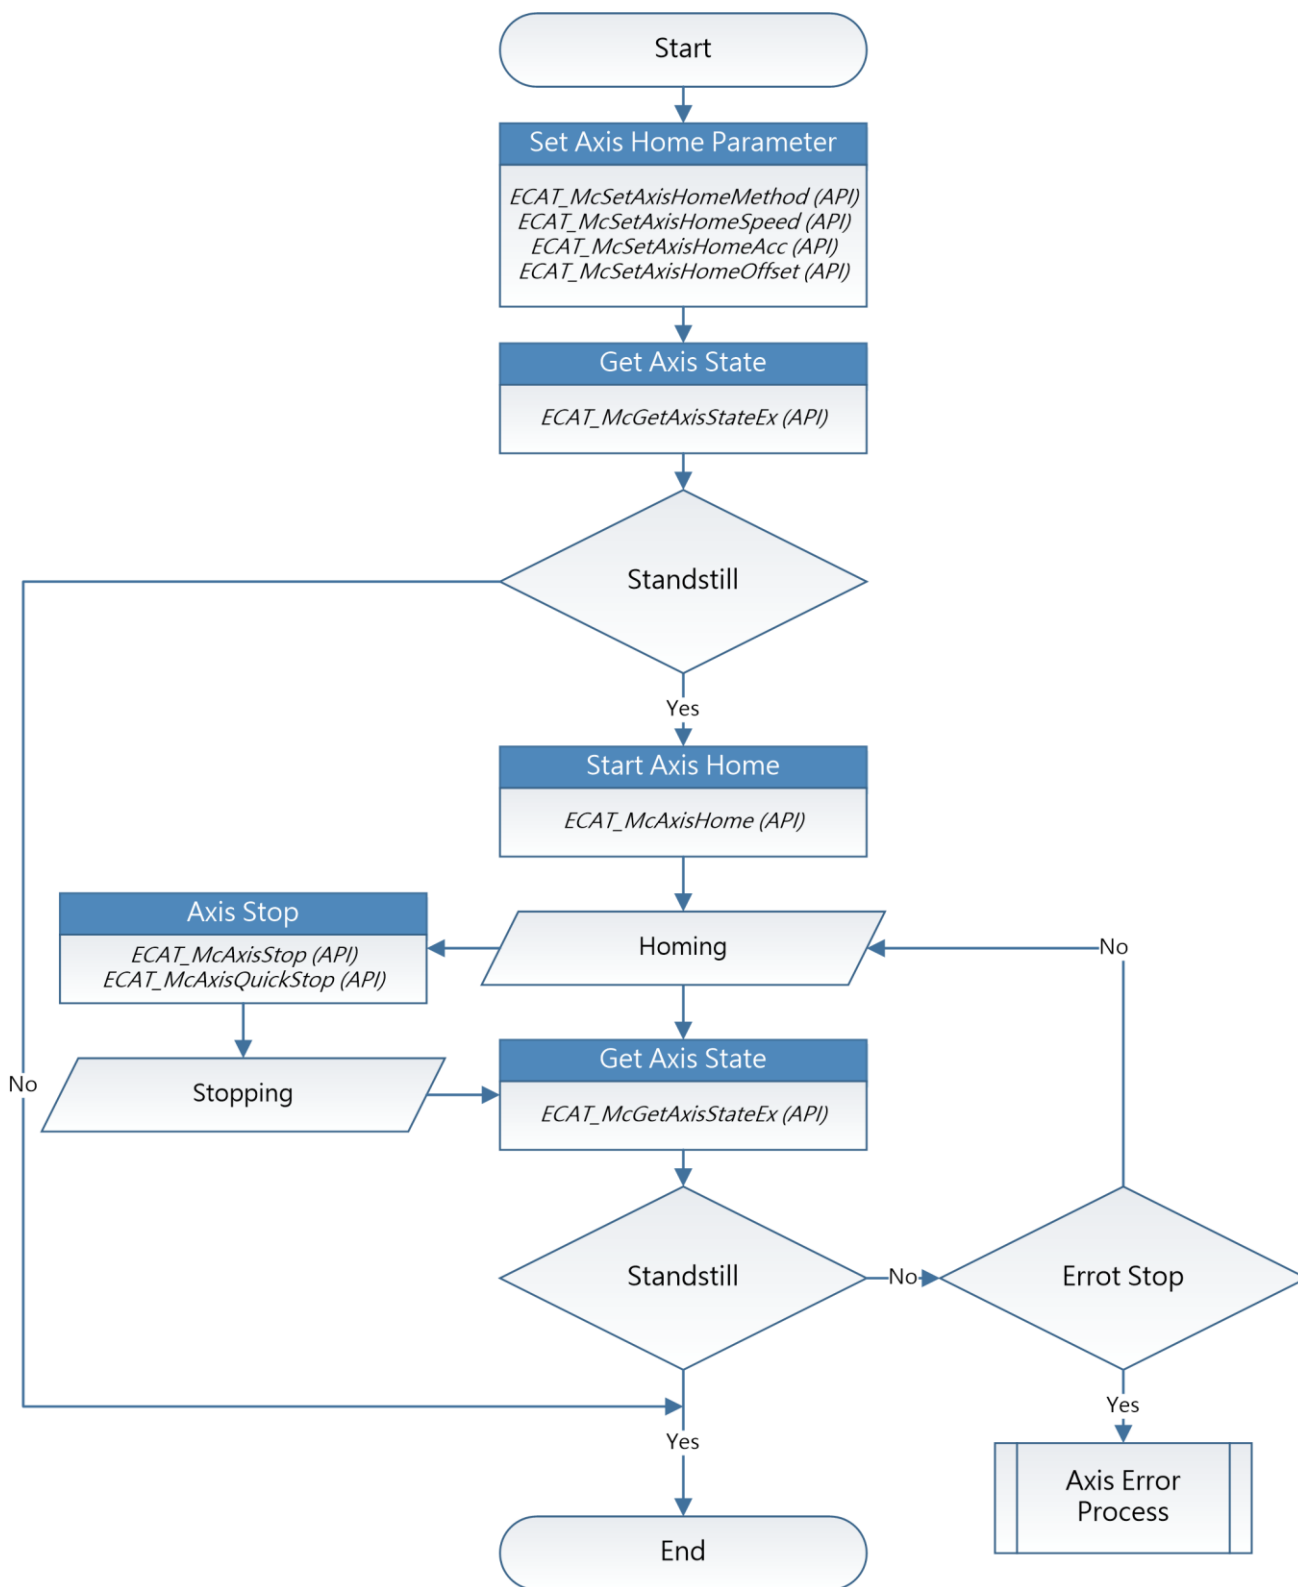 Start
Set Axis Home Parameter
ECAT_McSetAxisHomeMethod (API)
ECAT_McSetAxisHomeSpeed (API)
ECAT_McSetAxisHomeAcc (API)
ECAT_McSetAxisHomeOffset (API)
Get Axis State
ECAT_McGetAxisStateEx (API)
Standstill
Yes
Start Axis Home
ECAT_McAxisHome (API)
Axis Stop
ECAT_McAxisStop (API)
ECAT_McAxisQuickStop (API)
Homing
No
No
Stopping
Get Axis State
ECAT_McGetAxisStateEx (API)
Standstill
No
Errot Stop
Yes
Yes
Axis Error
Process
End